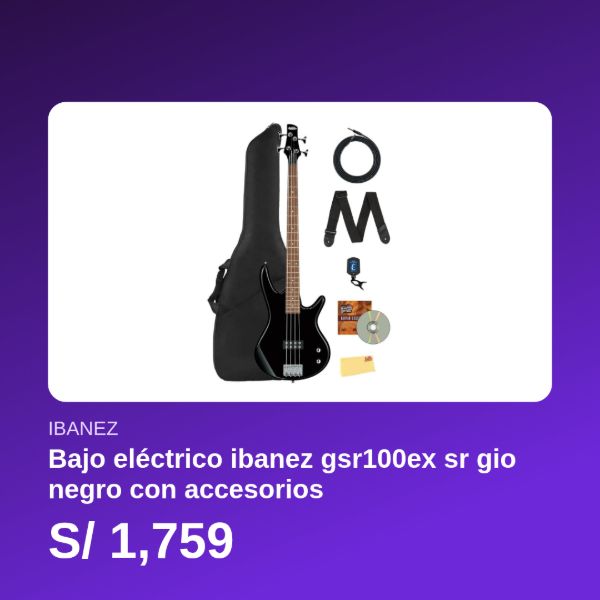 IBANEZ
Bajo eléctrico ibanez gsr100ex sr gio
negro con accesorios
S/ 1,759